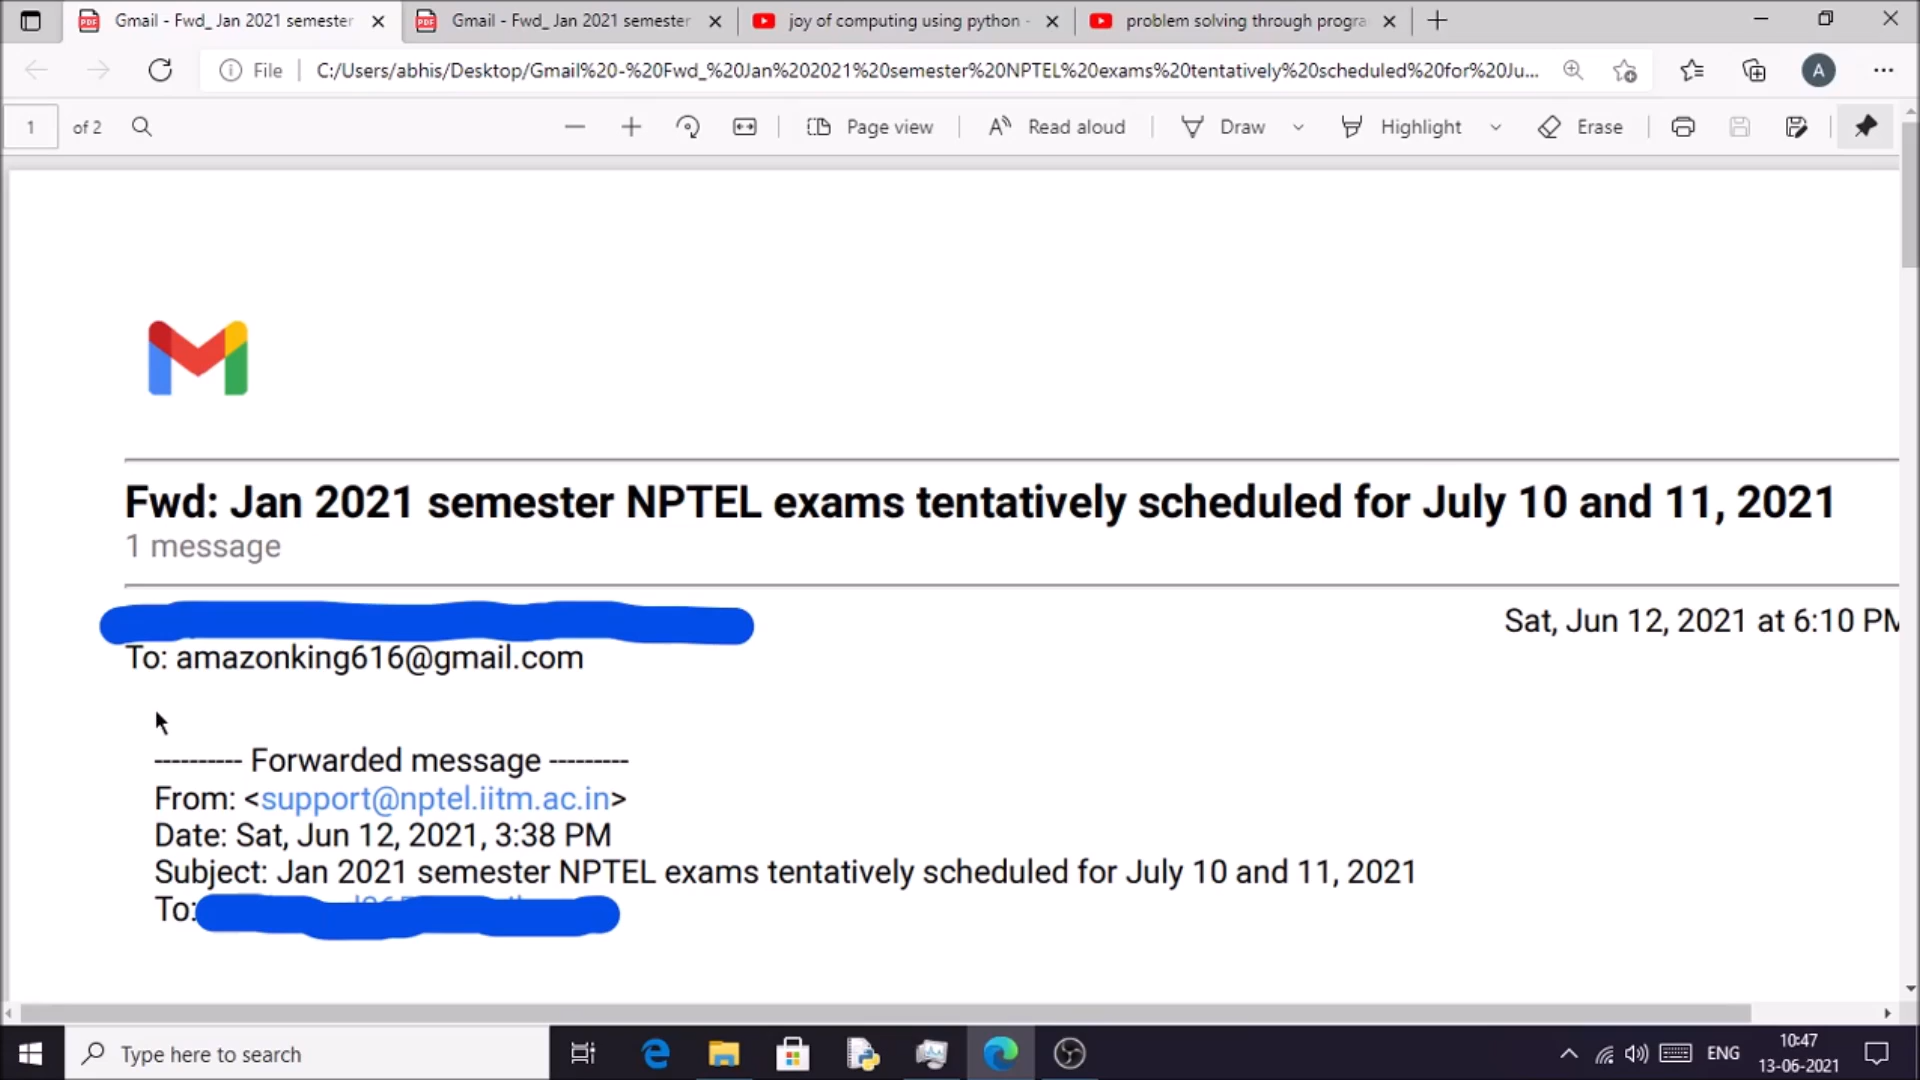 Gmail - Fwd_ Jan 2021 semester
Gmail - Fwd_ Jan 2021 semester
joy of computing using python -
problem solving through progra
File
C:/Users/abhis/Desktop/Gmail%20-%20Fwd_%20Jan%202021%20semester%20NPTEL%20exams%20tentatively%20scheduled%20for%20Ju...
A
1 of 2
Page view
Read aloud
Draw
Highlight
Erase
Fwd: Jan 2021 semester NPTEL exams tentatively scheduled for July 10 and 11, 2021
1 message
Sat, Jun 12, 2021 at 6:10 PM
To: amazonking616@gmail.com
---------- Forwarded message ---------
From: <support@nptel.iitm.ac.in>
Date: Sat, Jun 12, 2021, 3:38 PM
Subject: Jan 2021 semester NPTEL exams tentatively scheduled for July 10 and 11, 2021
To:
Type here to search
ENG
10:47
13-06-2021